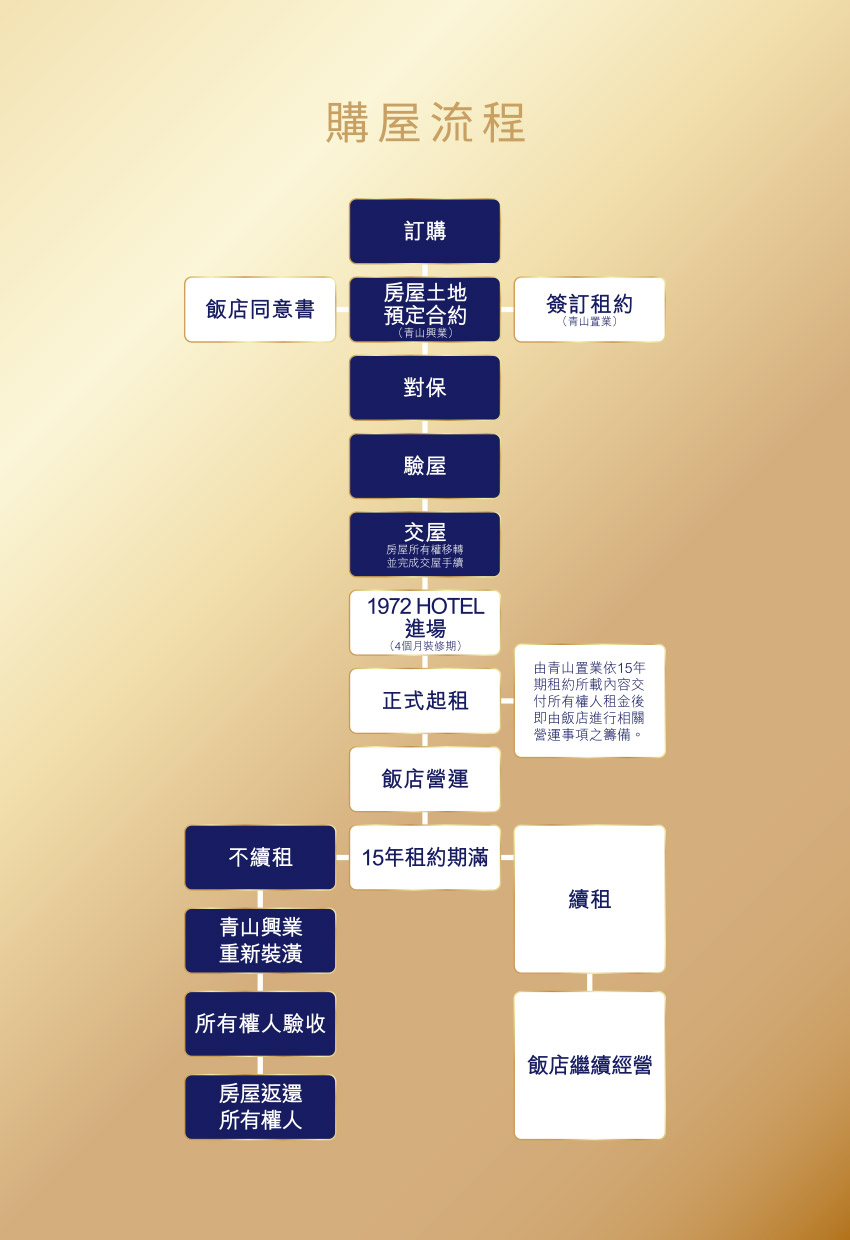 購屋流程
訂購
飯店同意書
房屋土地
預定合約
（青山興業）
簽訂租約
（青山置業）
對保
驗屋
交屋
房屋所有權移轉
並完成交屋手續
1972 HOTEL
進場
（4個月裝修期）
正式起租
由青山置業依15年
期租約所載內容交
付所有權人租金後
即由飯店進行相關
營運事項之籌備。
飯店營運
不續租
15年租約期滿
續租
青山興業
重新裝潢
所有權人驗收
飯店繼續經營
房屋返還
所有權人